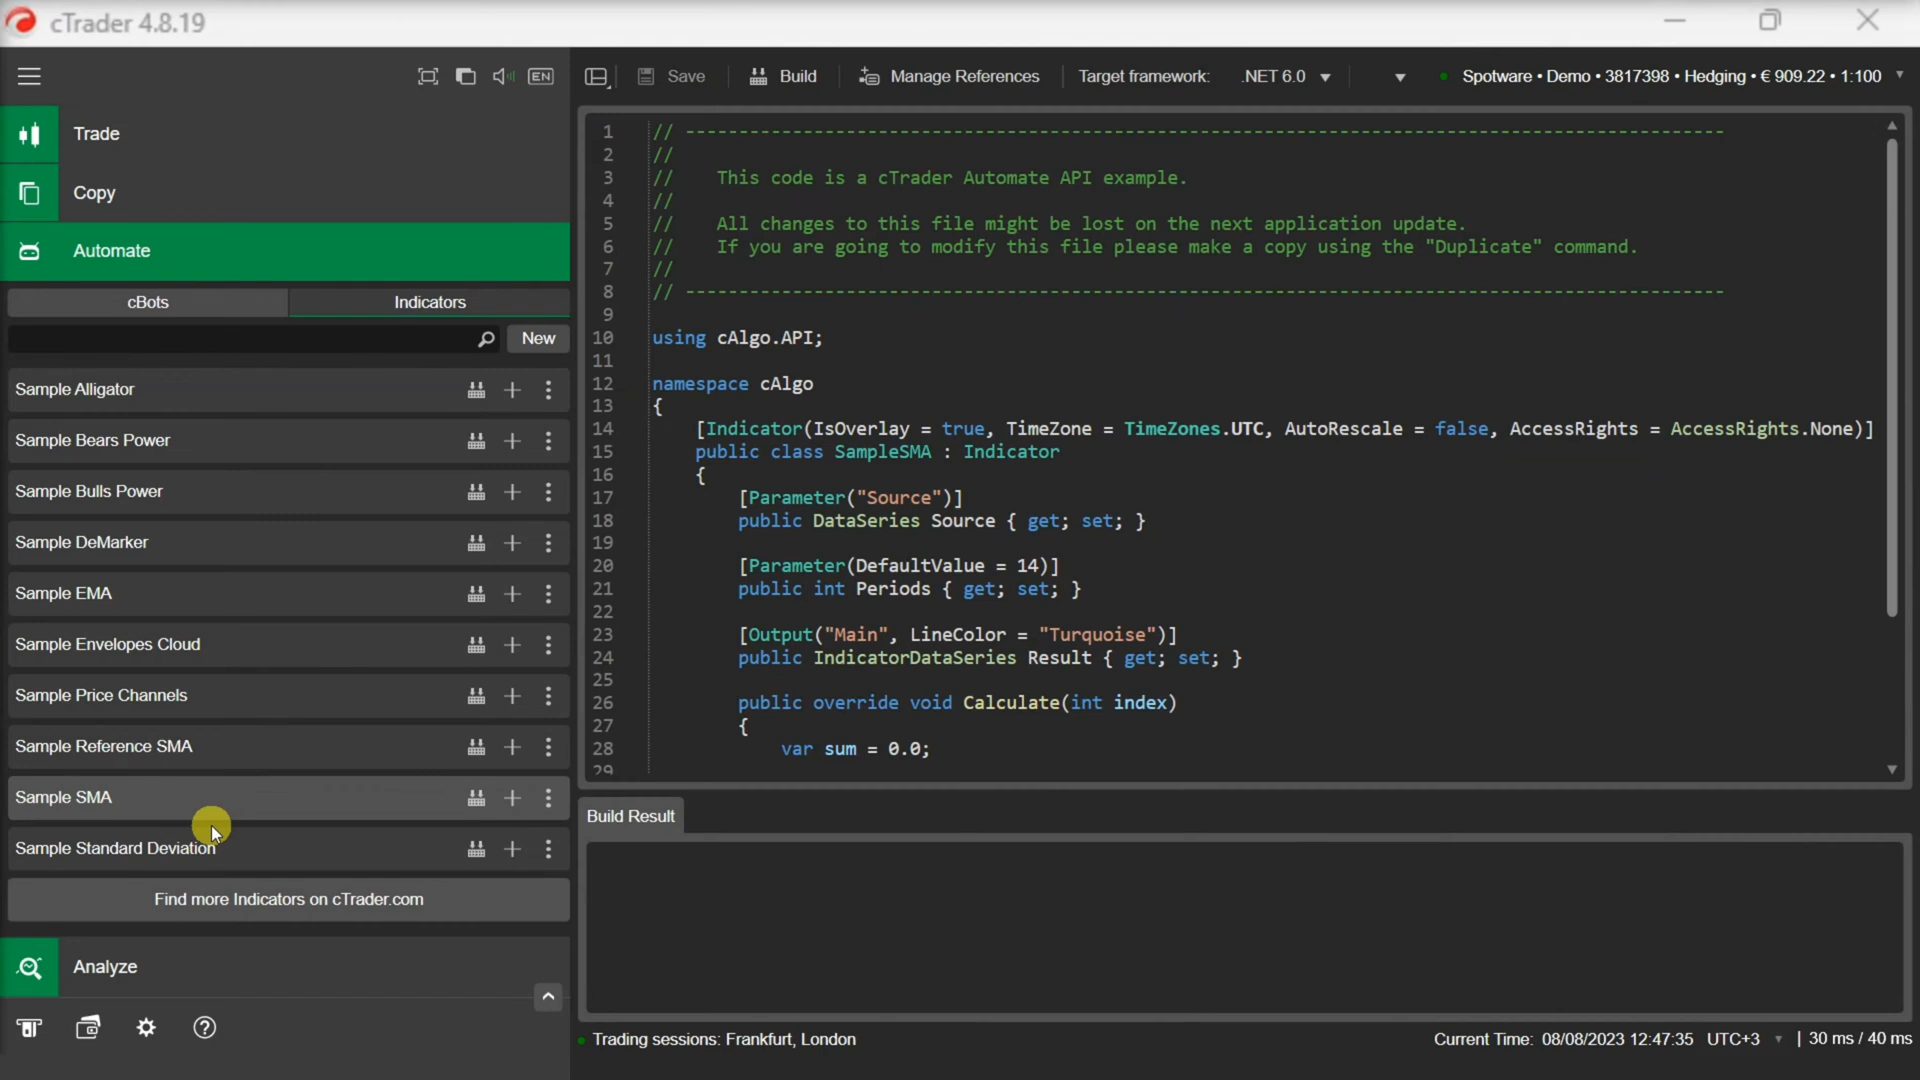 cTrader 4.8.19
EN
Save
Build
Manage References
Target framework: .NET 6.0
Spotware • Demo • 3817398 • Hedging • € 909.22 • 1:100
Trade
Copy
Automate
cBots
Indicators
New
Sample Alligator
Sample Bears Power
Sample Bulls Power
Sample DeMarker
Sample EMA
Sample Envelopes Cloud
Sample Price Channels
Sample Reference SMA
Sample SMA
Sample Standard Deviation
Find more Indicators on cTrader.com
Analyze
1 // -------------------------------------------------------------------------------------------------
2 //
3 // This code is a cTrader Automate API example.
4 //
5 // All changes to this file might be lost on the next application update.
6 // If you are going to modify this file please make a copy using the "Duplicate" command.
7 //
8 // -------------------------------------------------------------------------------------------------
9
10 using cAlgo.API;
11
12 namespace cAlgo
13 {
14 [Indicator(IsOverlay = true, TimeZone = TimeZones.UTC, AutoRescale = false, AccessRights = AccessRights.None)]
15 public class SampleSMA : Indicator
16 {
17 [Parameter("Source")]
18 public DataSeries Source { get; set; }
19
20 [Parameter(DefaultValue = 14)]
21 public int Periods { get; set; }
22
23 [Output("Main", LineColor = "Turquoise")]
24 public IndicatorDataSeries Result { get; set; }
25
26 public override void Calculate(int index)
27 {
28 var sum = 0.0;
29
Build Result
Trading sessions: Frankfurt, London
Current Time: 08/08/2023 12:47:35 UTC+3 | 30 ms / 40 ms